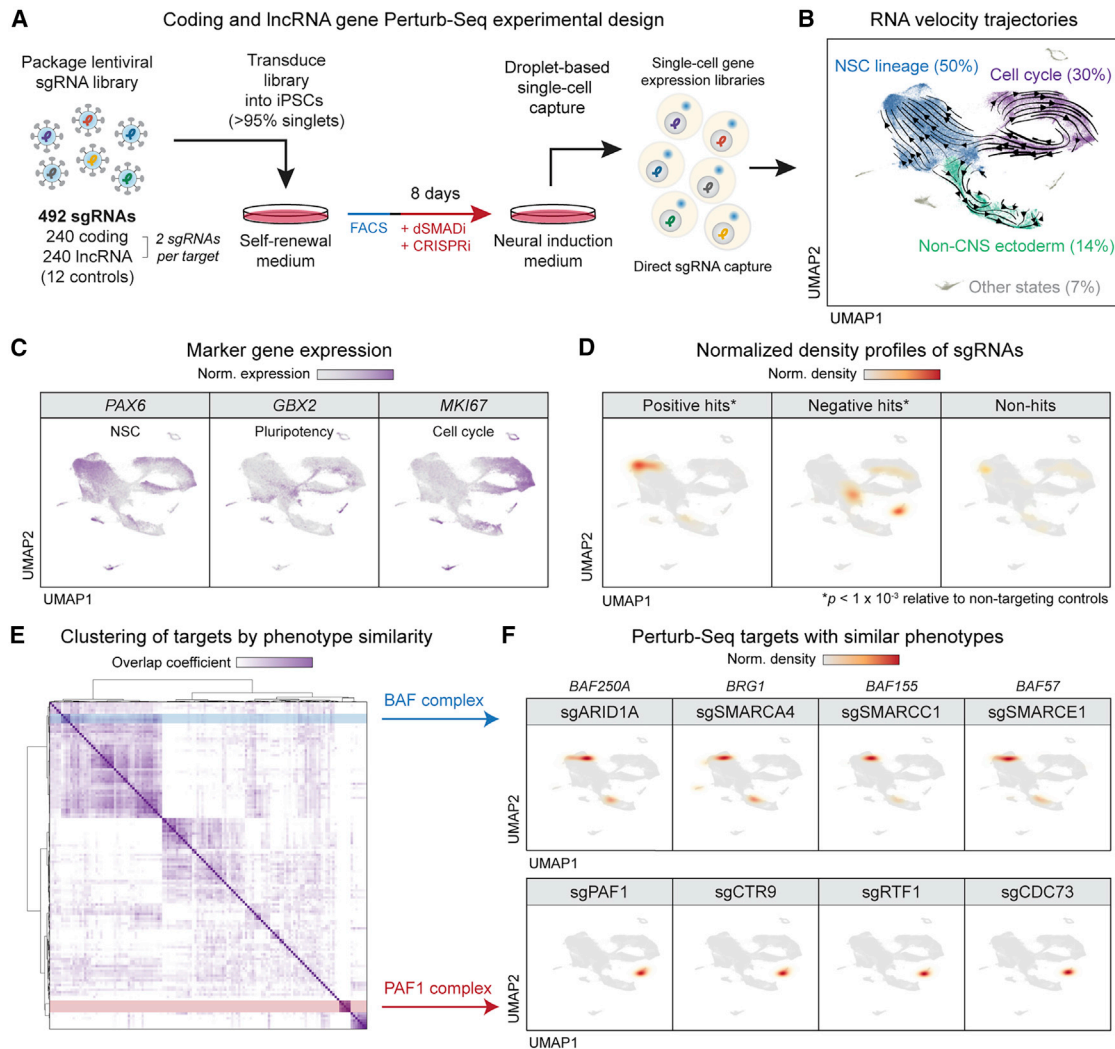 A
Coding and lncRNA gene Perturb-Seq experimental design
Package lentiviral
sgRNA library
492 sgRNAs
240 coding
240 lncRNA
(12 controls)
2 sgRNAs
per target
Transduce
library
into iPSCs
(>95% singlets)
Self-renewal
medium
FACS
8 days
+ dSMADi
+ CRISPRi
Droplet-based
single-cell
capture
Neural induction
medium
Single-cell gene
expression libraries
Direct sgRNA capture
B
RNA velocity trajectories
NSC lineage (50%)
Cell cycle (30%)
Non-CNS ectoderm (14%)
Other states (7%)
UMAP2
UMAP1
C
Marker gene expression
Norm. expression
PAX6
GBX2
MKI67
NSC
Pluripotency
Cell cycle
UMAP2
UMAP1
D
Normalized density profiles of sgRNAs
Norm. density
Positive hits*
Negative hits*
Non-hits
UMAP2
UMAP1
*p < 1 x 10⁻³ relative to non-targeting controls
E
Clustering of targets by phenotype similarity
Overlap coefficient
BAF complex
PAF1 complex
F
Perturb-Seq targets with similar phenotypes
Norm. density
BAF250A
BRG1
BAF155
BAF57
sgARID1A
sgSMARCA4
sgSMARCC1
sgSMARCE1
UMAP2
UMAP1
sgPAF1
sgCTR9
sgRTF1
sgCDC73
UMAP2
UMAP1